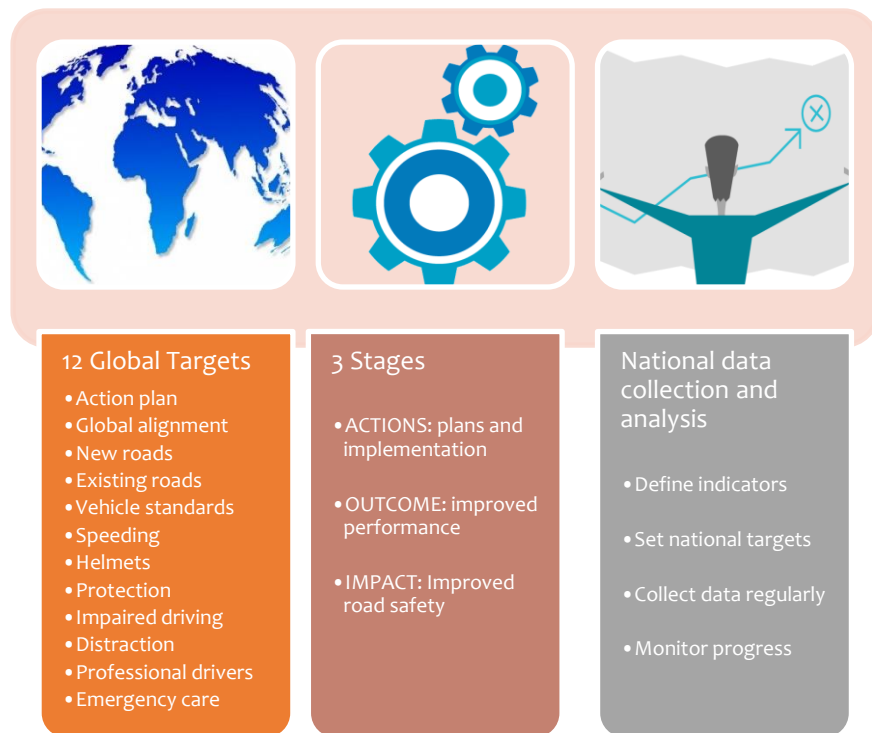 12 Global Targets
•Action plan
•Global alignment
•New roads
•Existing roads
•Vehicle standards
•Speeding
•Helmets
•Protection
•Impaired driving
•Distraction
•Professional drivers
•Emergency care
3 Stages
•ACTIONS: plans and
implementation
•OUTCOME: improved
performance
•IMPACT: Improved
road safety
National data
collection and
analysis
•Define indicators
•Set national targets
•Collect data regularly
•Monitor progress